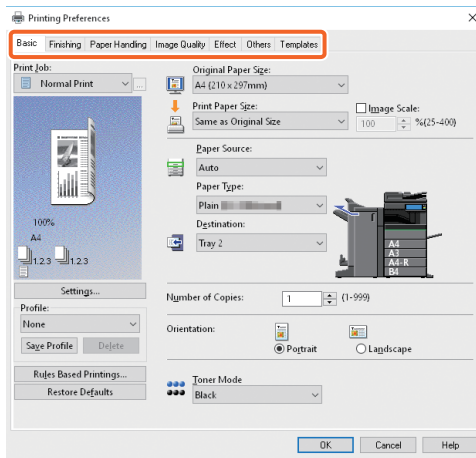 Printing Preferences
Basic Finishing Paper Handling Image Quality Effect Others Templates
Print Job:
Normal Print
...
100%
A4
1.2.3 1.2.3
Settings...
Profile:
None
Save Profile Delete
Rules Based Printings...
Restore Defaults
Original Paper Size:
A4 (210 x 297mm)
Print Paper Size:
Same as Original Size
Image Scale:
100 %(25-400)
Paper Source:
Auto
Paper Type:
Plain
Destination:
Tray 2
A4
A3
A4-R
B4
Number of Copies: 1 (1-999)
Orientation:
Portrait Landscape
Toner Mode
Black
OK Cancel Help